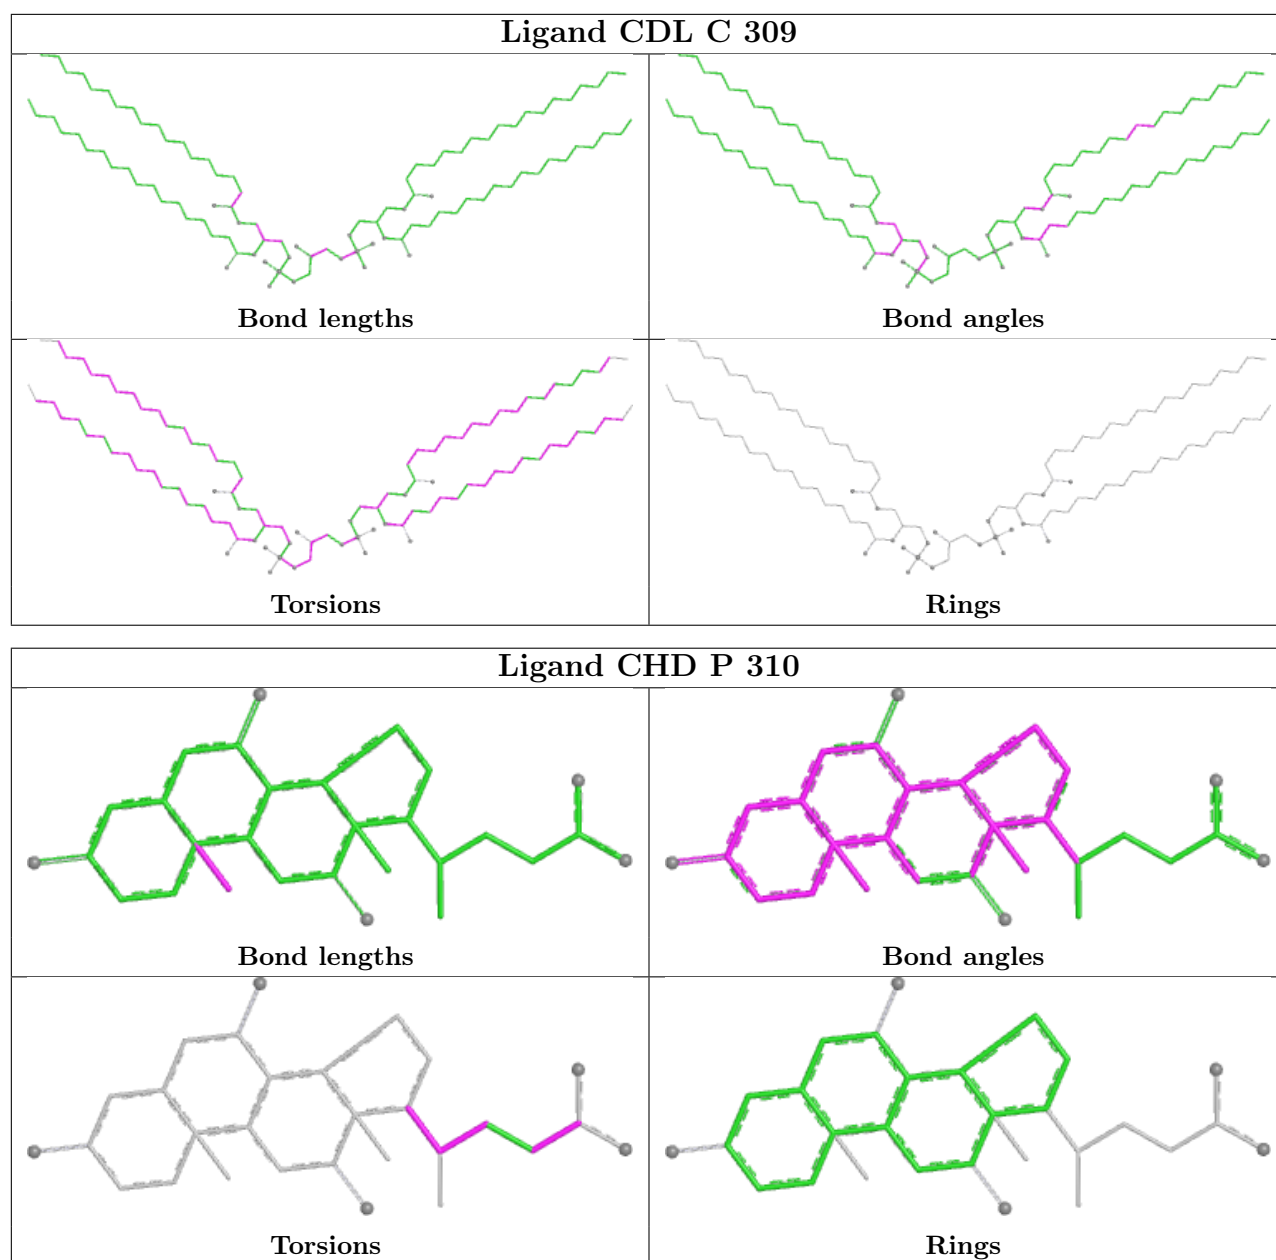 Ligand CDL C 309
Bond lengths
Bond angles
Torsions
Rings
Ligand CHD P 310
Bond lengths
Bond angles
Torsions
Rings